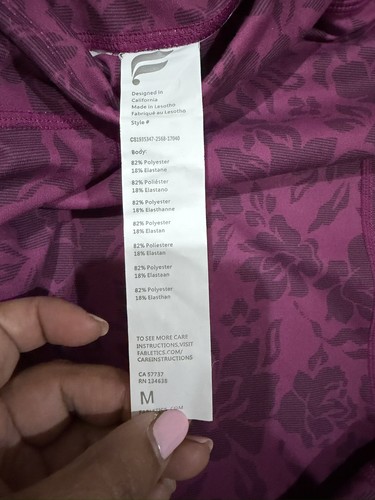 Designed in
California
Made in Lesotho
Fabriqué au Lesotho
Style #
Body:
82% Polyester
18% Elastane
82% Poliéster
18% Elastano
82% Polyester
18% Elasthanne
82% Polyester
18% Elastan
82% Poliestere
18% Elastan
82% Polyester
18% Elastaan
82% Polyester
18% Elasthan
TO SEE MORE CARE
INSTRUCTIONS,VISIT
FABLETICS.COM/
CAREINSTRUCTIONS
CA 57737
RN 134628
M